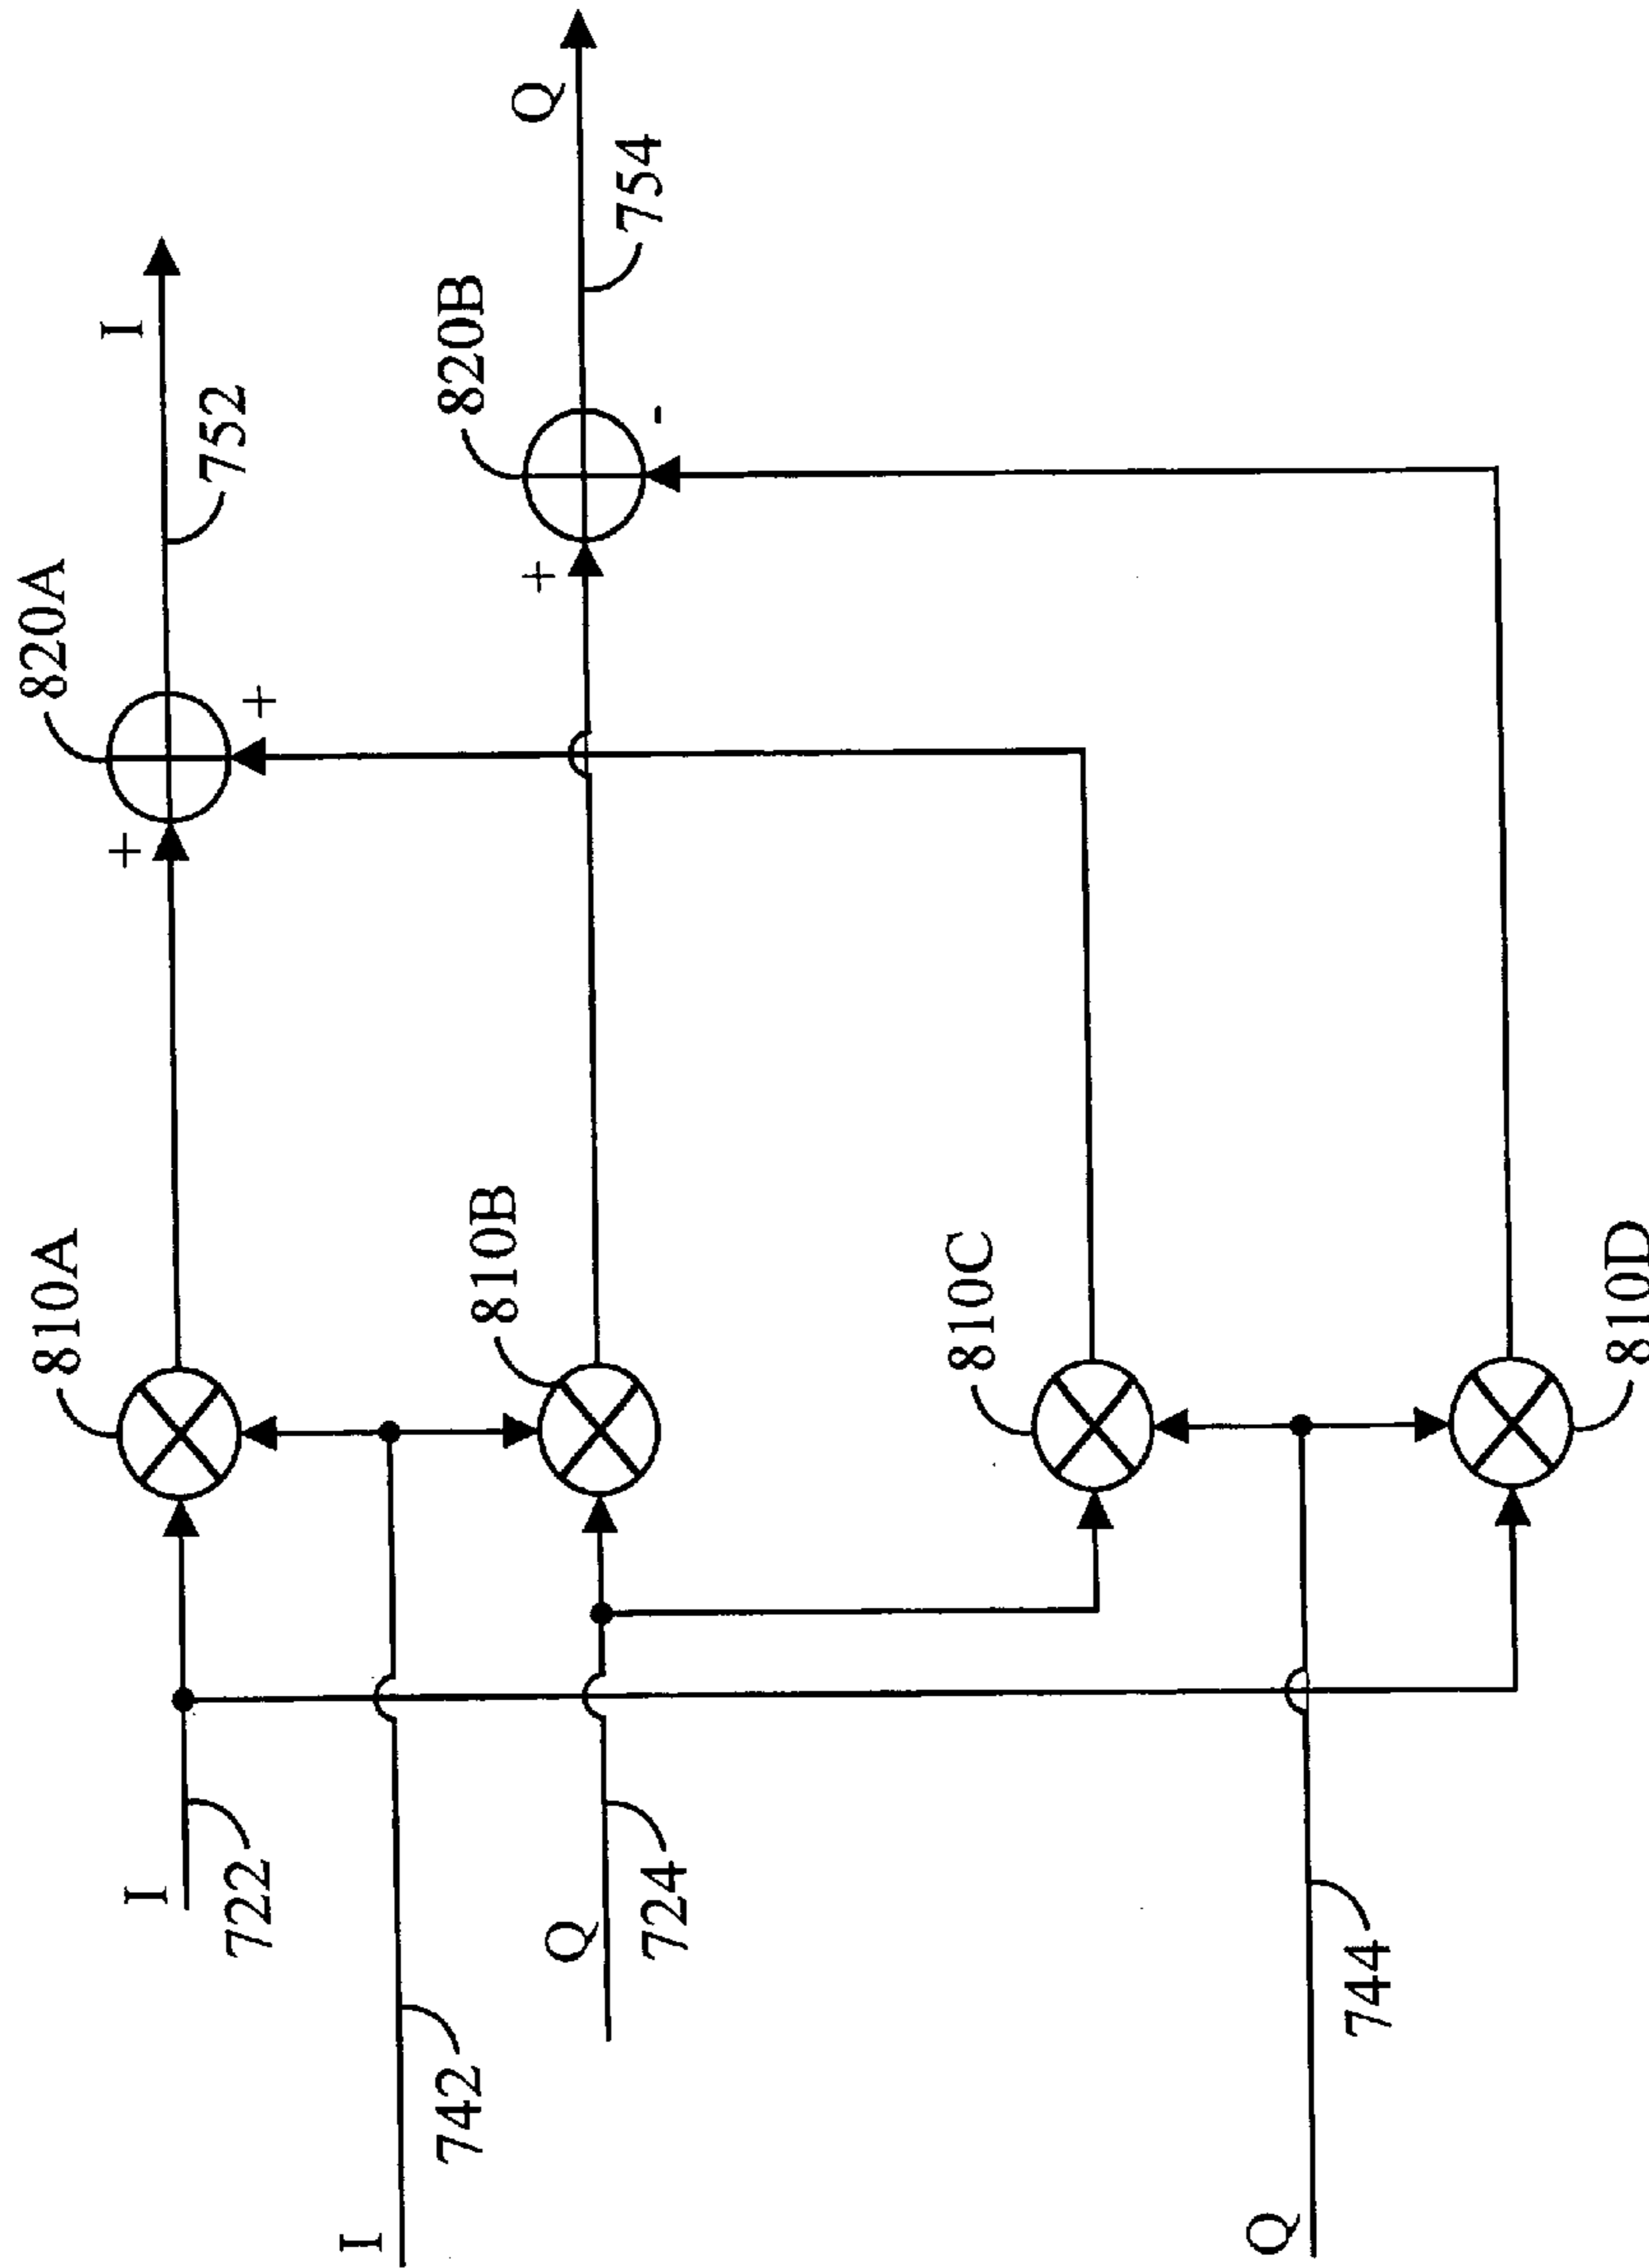 I
722
I
742
Q
724
Q
744
810A
810B
810C
810D
820A
+
+
820B
+
-
I
752
Q
754